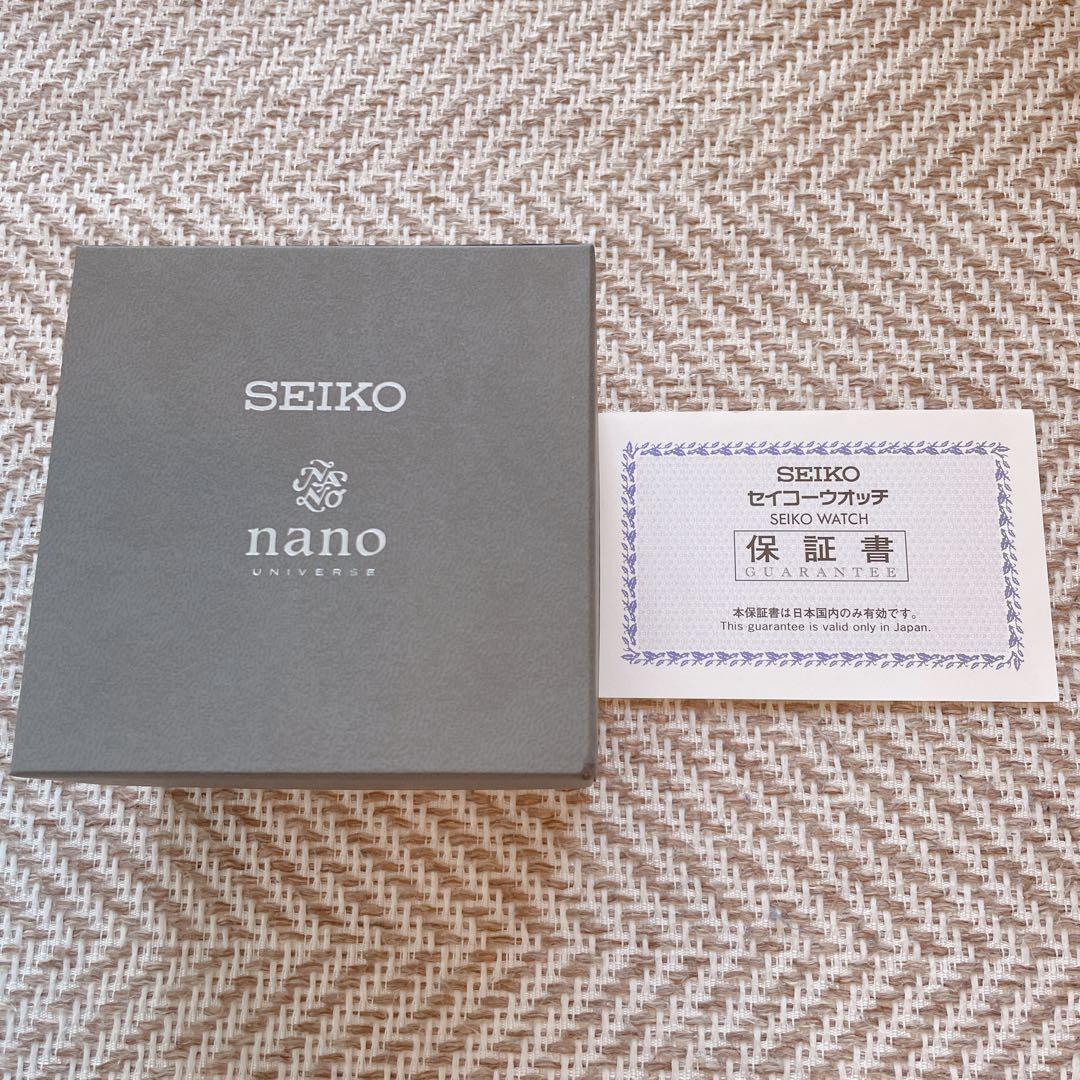 SEIKO
NANO
nano
UNIVERSE
SEIKO
セイコーウオッチ
SEIKO WATCH
保証書
GUARANTEE
本保証書は日本国内のみ有効です。
This guarantee is valid only in Japan.